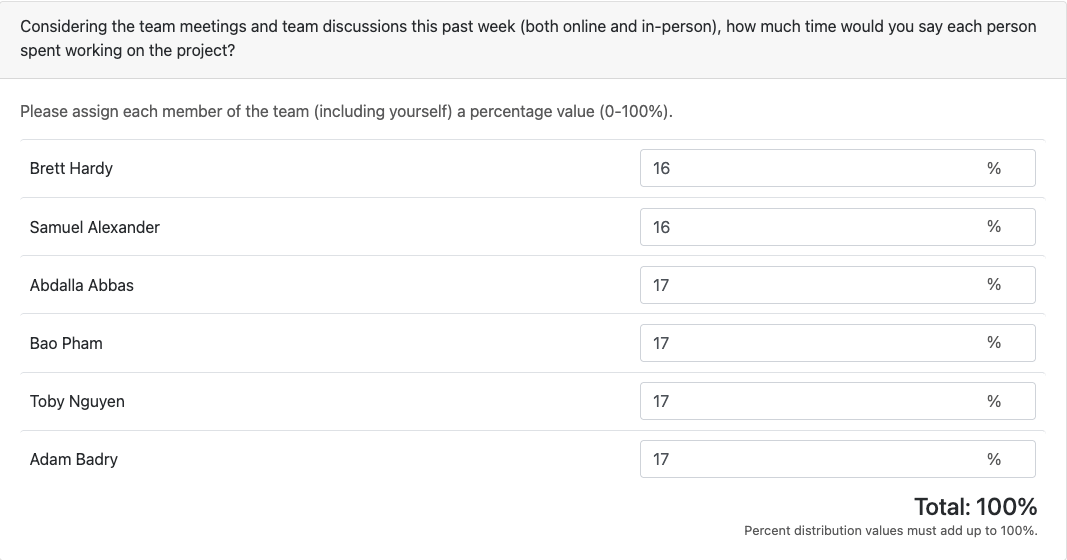 Considering the team meetings and team discussions this past week (both online and in-person), how much time would you say each person
spent working on the project?
Please assign each member of the team (including yourself) a percentage value (0-100%).
Brett Hardy 16 %
Samuel Alexander 16 %
Abdalla Abbas 17 %
Bao Pham 17 %
Toby Nguyen 17 %
Adam Badry 17 %
Total: 100%
Percent distribution values must add up to 100%.